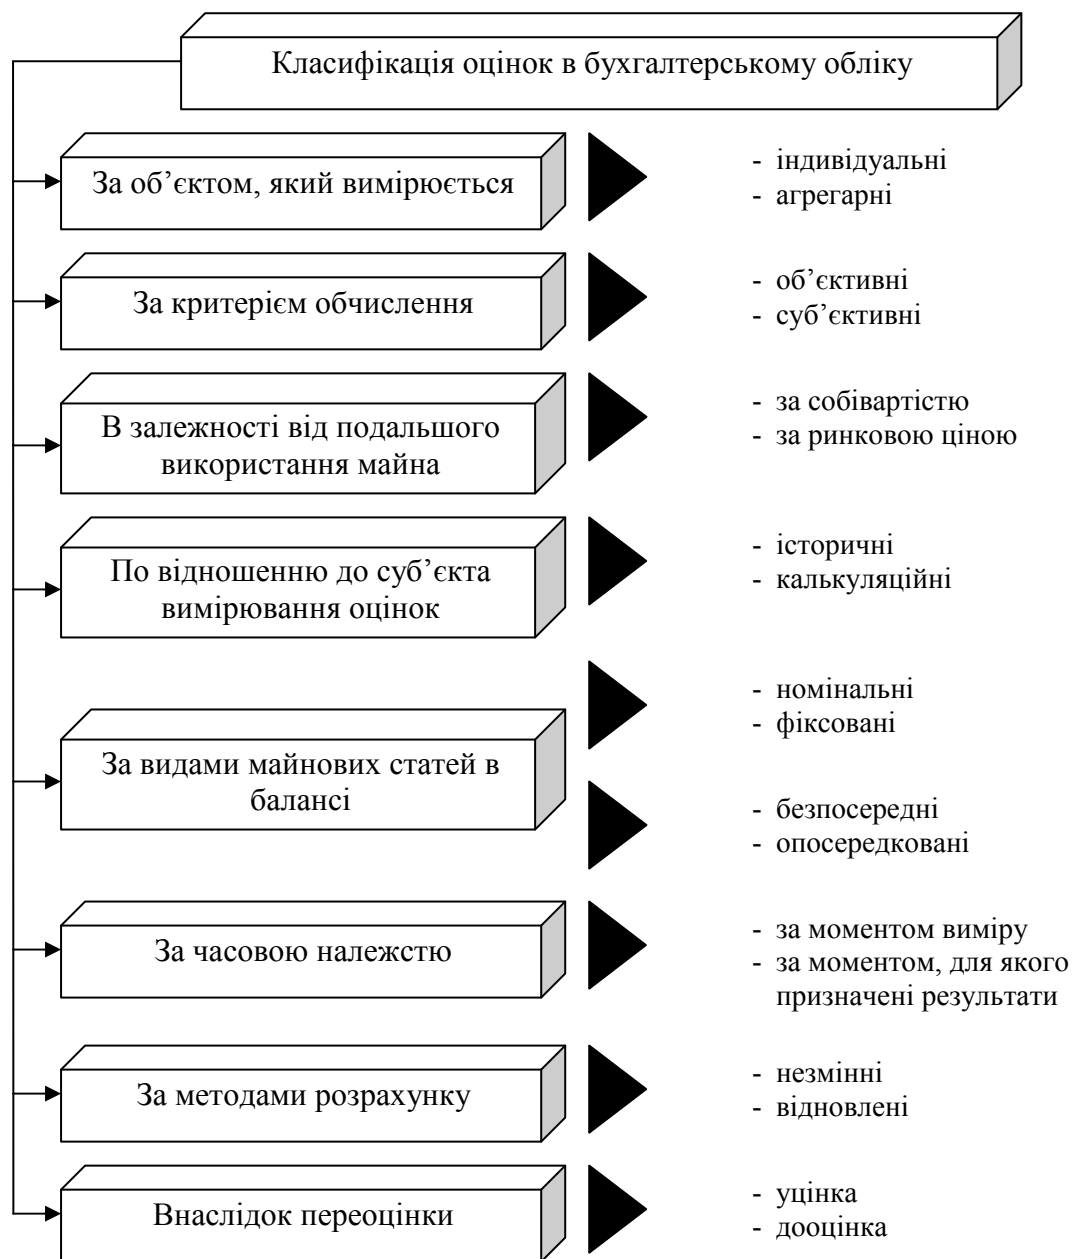 Класифікація оцінок в бухгалтерському обліку
За об’єктом, який вимірюється
- індивідуальні
- агрегарні
За критерієм обчислення
- об’єктивні
- суб’єктивні
В залежності від подальшого
використання майна
- за собівартістю
- за ринковою ціною
По відношенню до суб’єкта
вимірювання оцінок
- історичні
- калькуляційні
За видами майнових статей в
балансі
- номінальні
- фіксовані
- безпосередні
- опосередковані
За часовою належстю
- за моментом виміру
- за моментом, для якого
призначені результати
За методами розрахунку
- незмінні
- відновлені
Внаслідок переоцінки
- уцінка
- дооцінка